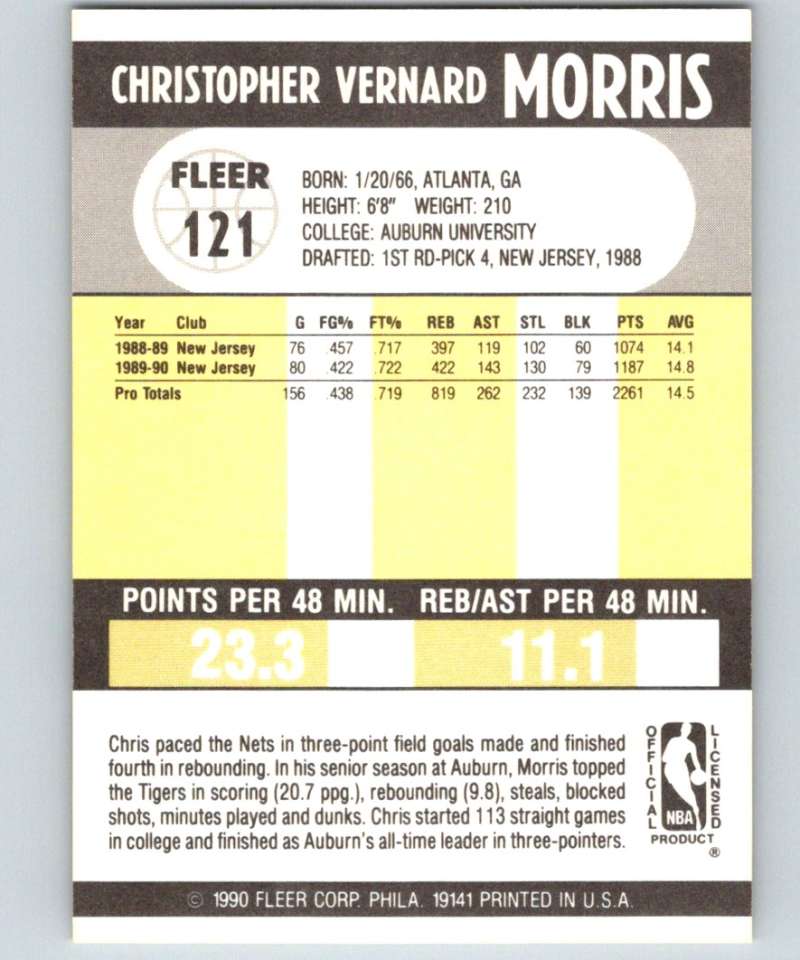 CHRISTOPHER VERNARD MORRIS
FLEER
121
BORN: 1/20/66, ATLANTA, GA
HEIGHT: 6'8" WEIGHT: 210
COLLEGE: AUBURN UNIVERSITY
DRAFTED: 1ST RD-PICK 4, NEW JERSEY, 1988
Year Club G FG% FT% REB AST STL BLK PTS AVG
1988-89 New Jersey 76 .457 .717 397 119 102 60 1074 14.1
1989-90 New Jersey 80 .422 .722 422 143 130 79 1187 14.8
Pro Totals 156 .438 .719 819 262 232 139 2261 14.5
POINTS PER 48 MIN. REB/AST PER 48 MIN.
23.3 11.1
Chris paced the Nets in three-point field goals made and finished
fourth in rebounding. In his senior season at Auburn, Morris topped
the Tigers in scoring (20.7 ppg.), rebounding (9.8), steals, blocked
shots, minutes played and dunks. Chris started 113 straight games
in college and finished as Auburn's all-time leader in three-pointers.
OFFICIAL
NBA
LICENSED
PRODUCT
®
© 1990 FLEER CORP. PHILA. 19141 PRINTED IN U.S.A.